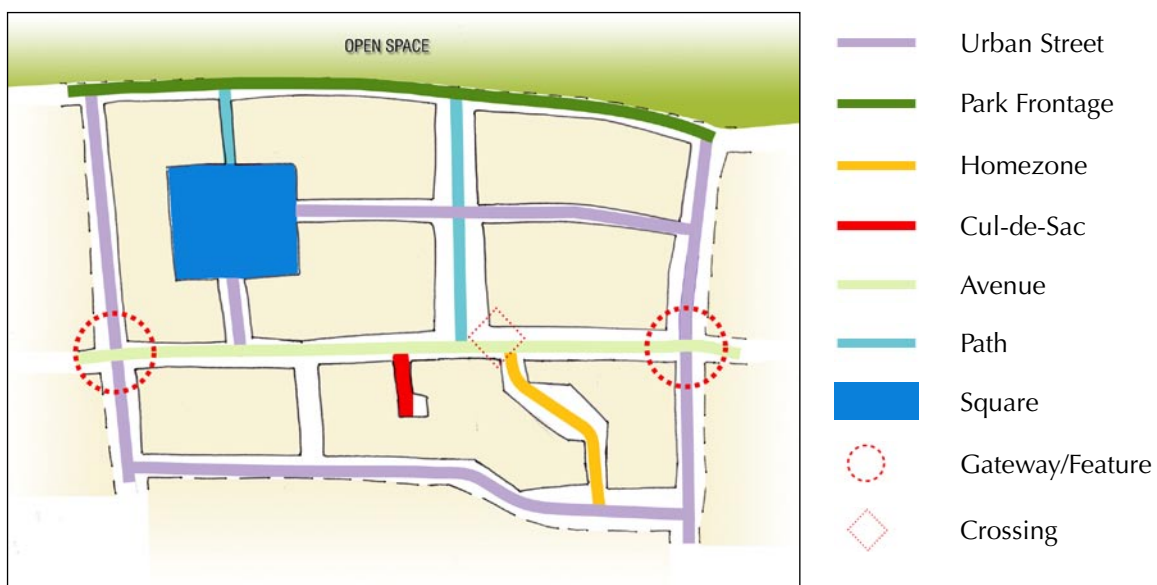 OPEN SPACE
Urban Street
Park Frontage
Homezone
Cul-de-Sac
Avenue
Path
Square
Gateway/Feature
Crossing